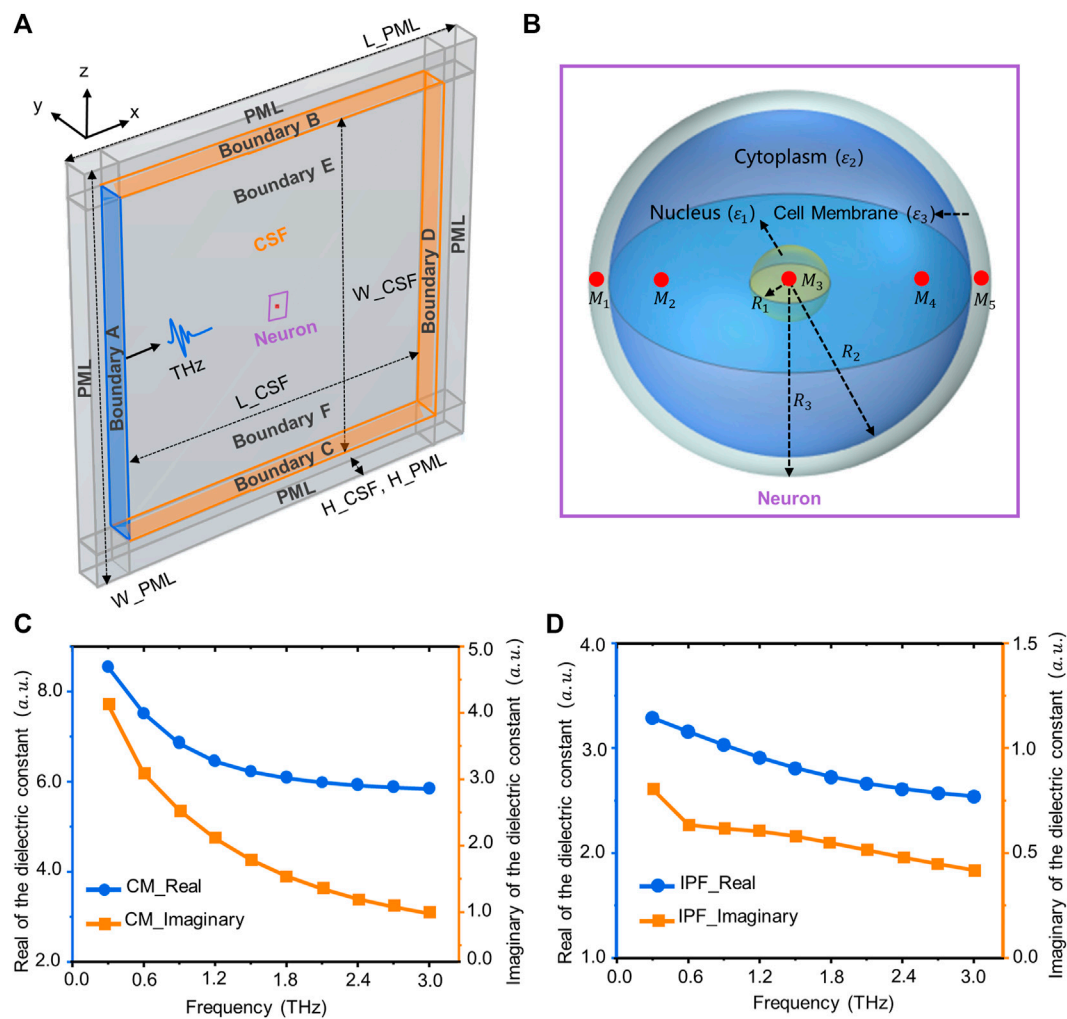 A
L_PML
z
y
x
PML
Boundary B
Boundary E
CSF
W_CSF
Boundary D
PML
Neuron
PML
Boundary A
THz
L_CSF
Boundary F
Boundary C
PML
H_CSF, H_PML
W_PML
B
Cytoplasm (ε₂)
Nucleus (ε₁)
Cell Membrane (ε₃)
M₁
M₂
M₃
M₄
M₅
R₁
R₂
R₃
Neuron
C
Real of the dielectric constant (a.u.)
8.0
6.0
4.0
2.0
5.0
4.0
3.0
2.0
1.0
0.0
Imaginary of the dielectric constant (a.u.)
CM_Real
CM_Imaginary
0.0 0.6 1.2 1.8 2.4 3.0
Frequency (THz)
D
Real of the dielectric constant (a.u.)
4.0
3.0
2.0
1.0
1.5
1.0
0.5
0.0
Imaginary of the dielectric constant (a.u.)
IPF_Real
IPF_Imaginary
0.0 0.6 1.2 1.8 2.4 3.0
Frequency (THz)